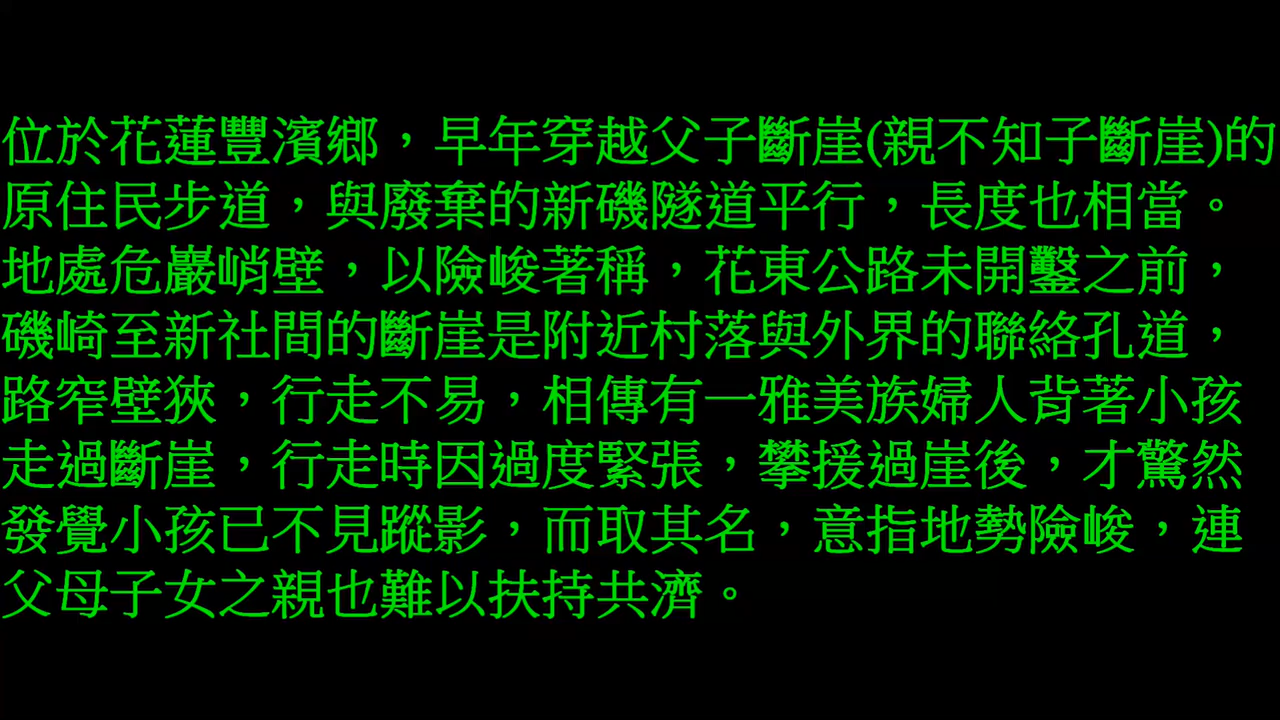 位於花蓮豐濱鄉，早年穿越父子斷崖(親不知子斷崖)的
原住民步道，與廢棄的新磯隧道平行，長度也相當。
地處危巖峭壁，以險峻著稱，花東公路未開鑿之前，
磯崎至新社間的斷崖是附近村落與外界的聯絡孔道，
路窄壁狹，行走不易，相傳有一雅美族婦人背著小孩
走過斷崖，行走時因過度緊張，攀援過崖後，才驚然
發覺小孩已不見蹤影，而取其名，意指地勢險峻，連
父母子女之親也難以扶持共濟。